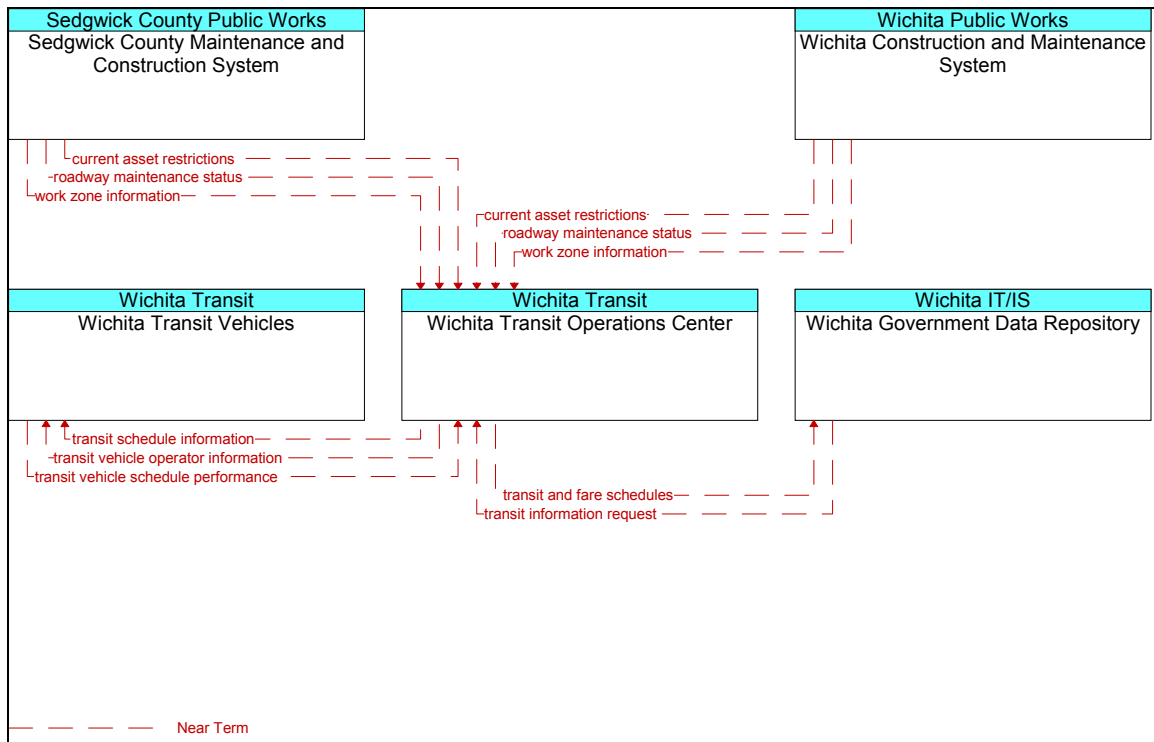 Sedgwick County Public Works
Sedgwick County Maintenance and
Construction System
Wichita Public Works
Wichita Construction and Maintenance
System
current asset restrictions
roadway maintenance status
work zone information
current asset restrictions
roadway maintenance status
work zone information
Wichita Transit
Wichita Transit Vehicles
Wichita Transit
Wichita Transit Operations Center
Wichita IT/IS
Wichita Government Data Repository
transit schedule information
transit vehicle operator information
transit vehicle schedule performance
transit and fare schedules
transit information request
Near Term